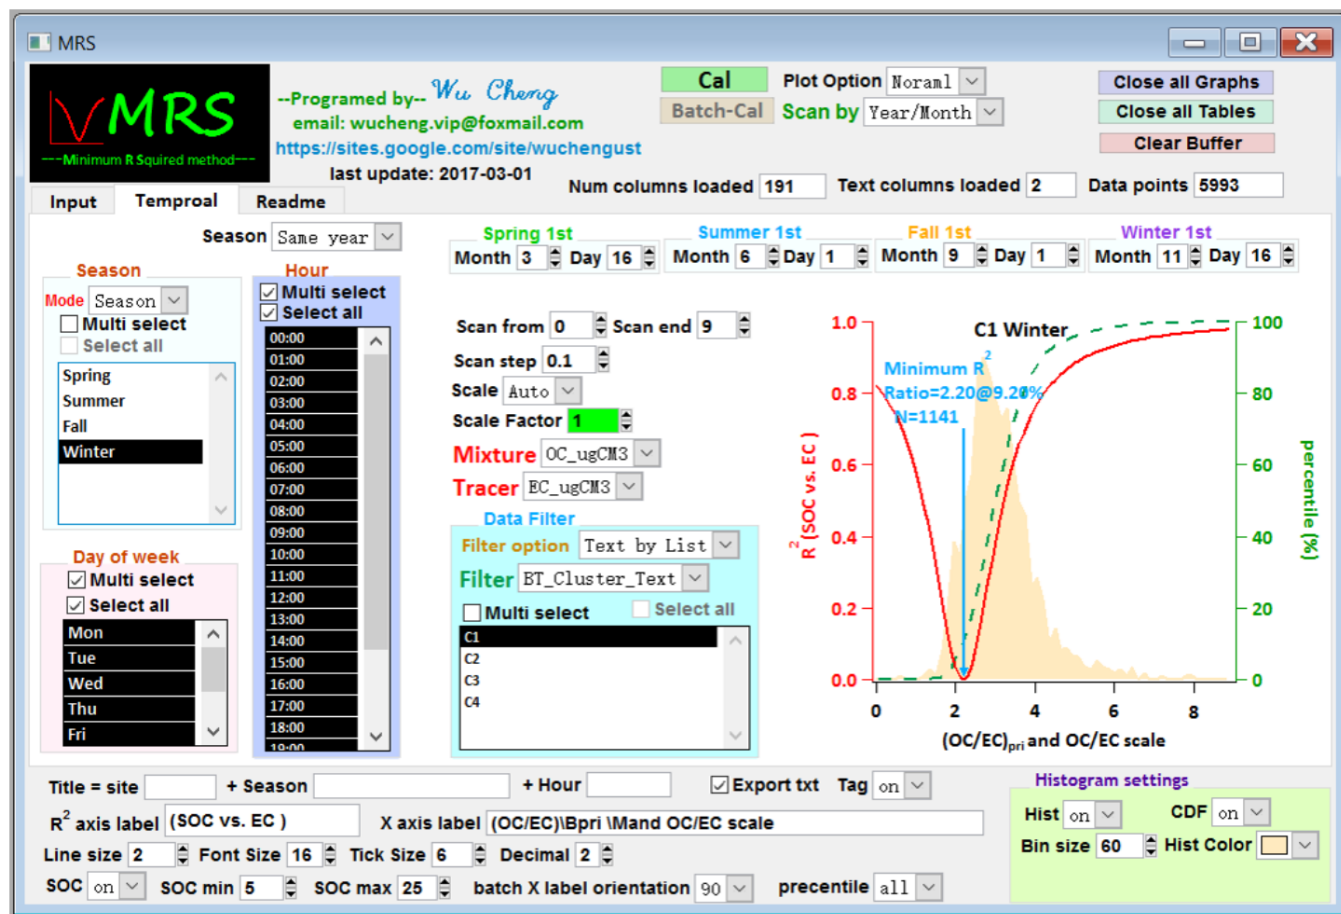 MRS
MRS
---Minimum R Squired method---
--Programed by-- Wu Cheng
email: wucheng.vip@foxmail.com
https://sites.google.com/site/wuchengust
last update: 2017-03-01
Cal
Plot Option Noraml
Close all Graphs
Batch-Cal Scan by Year/Month
Close all Tables
Clear Buffer
Num columns loaded 191 Text columns loaded 2 Data points 5993
Input Temproal Readme
Season Same year
Spring 1st Summer 1st Fall 1st Winter 1st
Month 3 Day 16 Month 6 Day 1 Month 9 Day 1 Month 11 Day 16
Season
Mode Season
Multi select
Select all
Spring
Summer
Fall
Winter
Day of week
Multi select
Select all
Mon
Tue
Wed
Thu
Fri
Hour
Multi select
Select all
00:00
01:00
02:00
03:00
04:00
05:00
06:00
07:00
08:00
09:00
10:00
11:00
12:00
13:00
14:00
15:00
16:00
17:00
18:00
19:00
Scan from 0 Scan end 9
Scan step 0.1
Scale Auto
Scale Factor 1
Mixture OC_ugCM3
Tracer EC_ugCM3
Data Filter
Filter option Text by List
Filter BT_Cluster_Text
Multi select Select all
C1
C2
C3
C4
C1 Winter
Minimum R²
Ratio=2.20@9.20%
N=1141
R² (SOC vs. EC )
1.0
0.8
0.6
0.4
0.2
0.0
percentile (%)
100
80
60
40
20
0
0 2 4 6 8
(OC/EC)pri and OC/EC scale
Title = site + Season + Hour Export txt Tag on
R² axis label (SOC vs. EC ) X axis label (OC/EC)\Bpri \Mand OC/EC scale
Line size 2 Font Size 16 Tick Size 6 Decimal 2
SOC on SOC min 5 SOC max 25 batch X label orientation 90 precentile all
Histogram settings
Hist on CDF on
Bin size 60 Hist Color